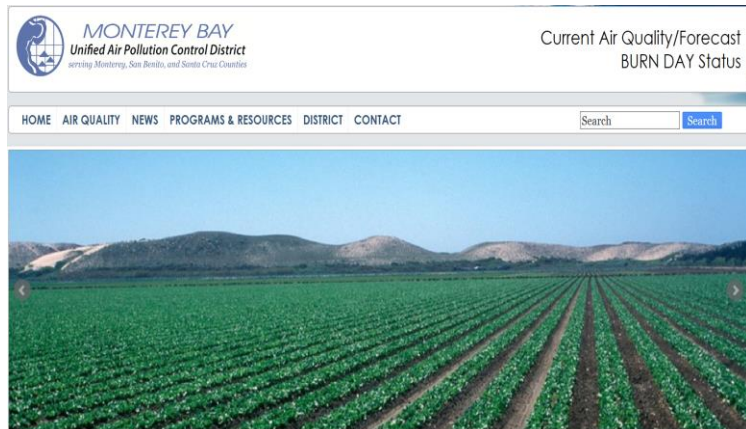 MONTEREY BAY
Unified Air Pollution Control District
serving Monterey, San Benito, and Santa Cruz Counties
Current Air Quality/Forecast
BURN DAY Status
HOME AIR QUALITY NEWS PROGRAMS & RESOURCES DISTRICT CONTACT
Search Search